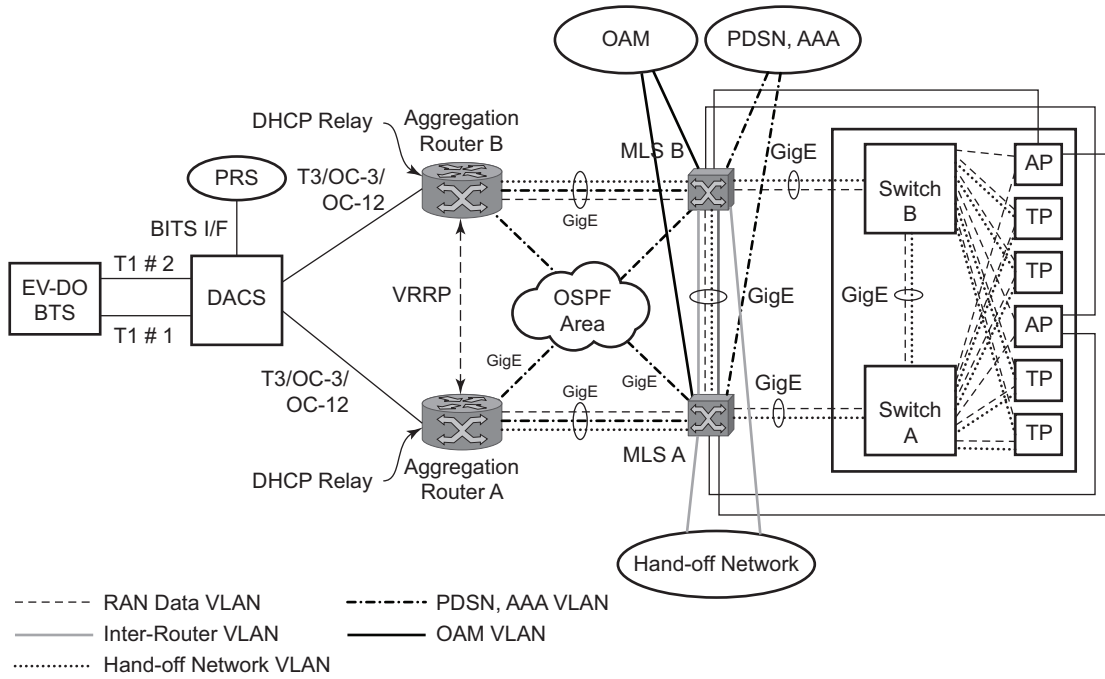 OAM
PDSN, AAA
DHCP Relay
Aggregation
Router B
MLS B
GigE
PRS
T3/OC-3/
OC-12
BITS I/F
GigE
Switch
B
AP
TP
TP
AP
TP
TP
T1 # 2
EV-DO
BTS
DACS
T1 # 1
VRRP
OSPF
Area
GigE
GigE
GigE
GigE
T3/OC-3/
OC-12
GigE
GigE
Switch
A
MLS A
DHCP Relay
Aggregation
Router A
Hand-off Network
RAN Data VLAN
PDSN, AAA VLAN
Inter-Router VLAN
OAM VLAN
Hand-off Network VLAN